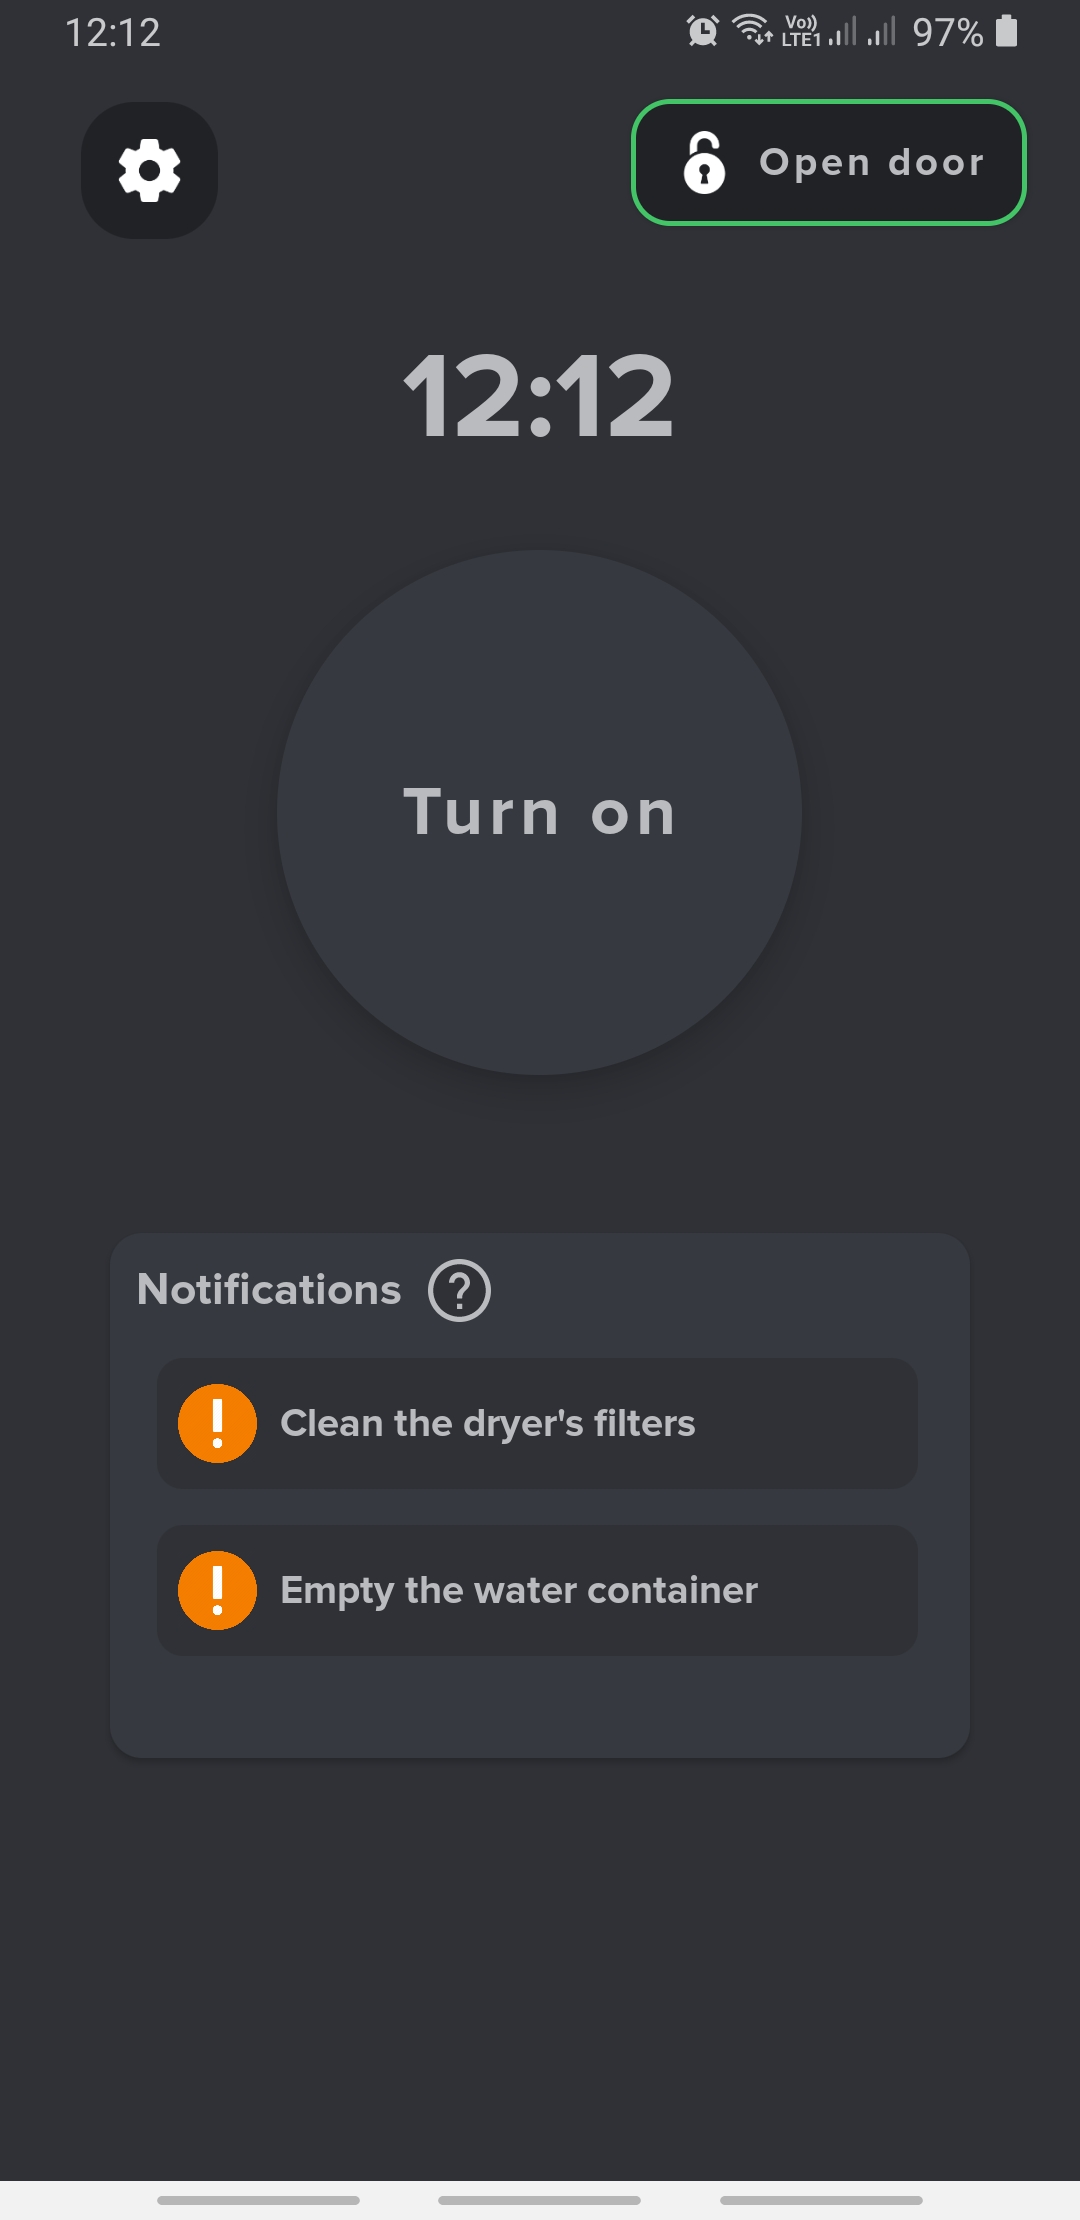 12:12
Vo)) LTE1 97%
Open door
12:12
Turn on
Notifications ?
! Clean the dryer's filters
! Empty the water container